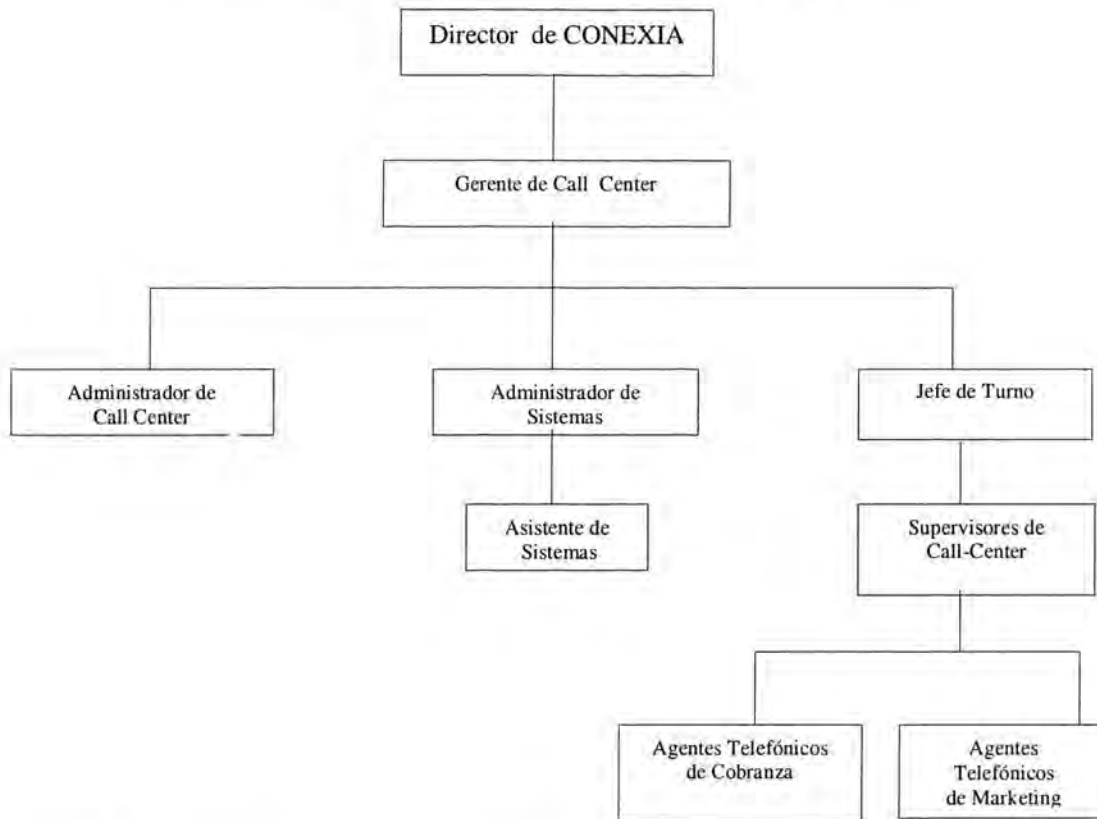 Director de CONEXIA
Gerente de Call Center
Administrador de
Call Center
Administrador de
Sistemas
Jefe de Turno
Asistente de
Sistemas
Supervisores de
Call-Center
Agentes Telefónicos
de Cobranza
Agentes
Telefónicos
de Marketing